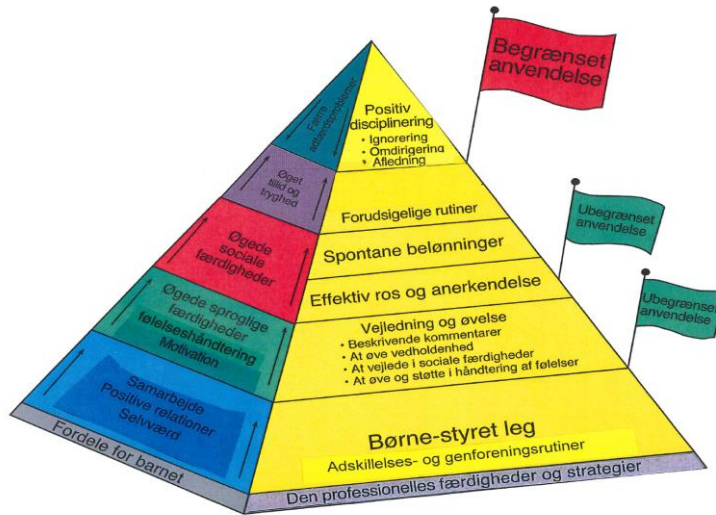 Begrænset
anvendelse
Ubegrænset
anvendelse
Ubegrænset
anvendelse
Færre
adfærdsproblemer
Øget
tillid og
tryghed
Øgede
sociale
færdigheder
Øgede sproglige
færdigheder
følelseshåndtering
Motivation
Samarbejde
Positive relationer
Selvværd
Fordele for barnet
Positiv
disciplinering
• Ignorering
• Omdirigering
• Afledning
Forudsigelige rutiner
Spontane belønninger
Effektiv ros og anerkendelse
Vejledning og øvelse
• Beskrivende kommentarer
• At øve vedholdenhed
• At vejlede i sociale færdigheder
• At øve og støtte i håndtering af følelser
Børne-styret leg
Adskillelses- og genforeningsrutiner
Den professionelles færdigheder og strategier